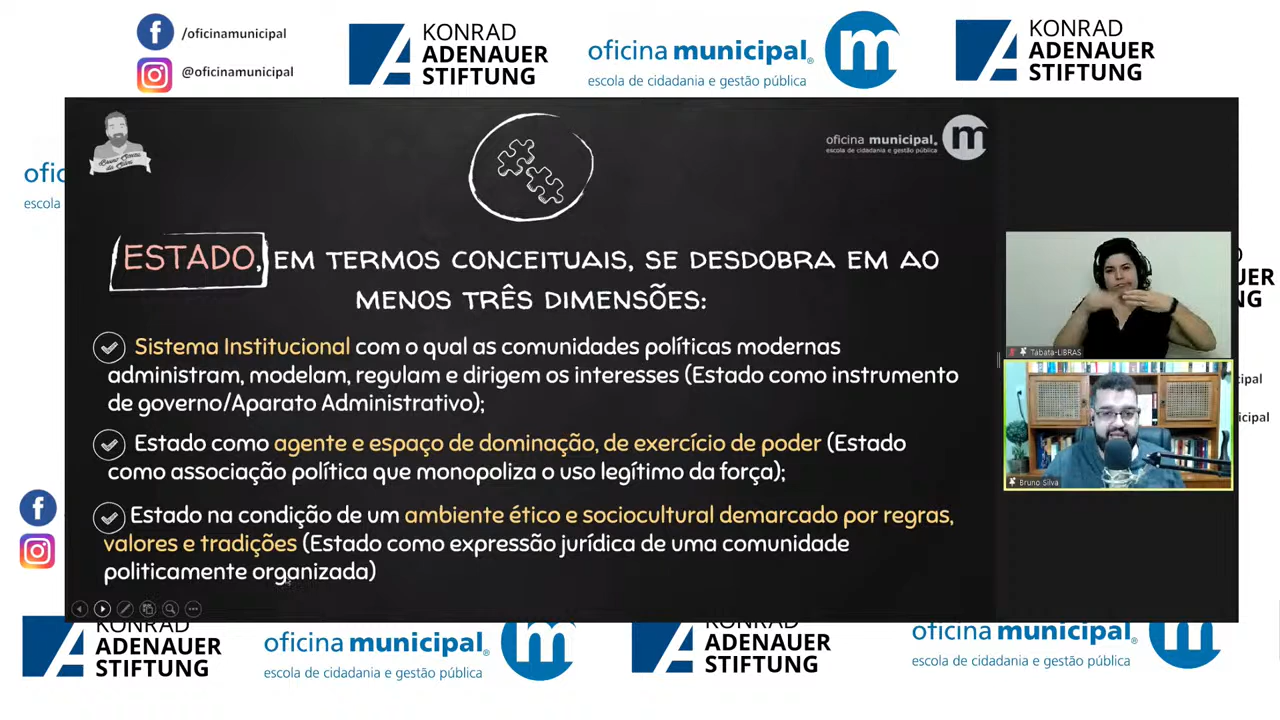 /oficinamunicipal
@oficinamunicipal
KONRAD
ADENAUER
STIFTUNG
oficina municipal®
escola de cidadania e gestão pública
m
KONRAD
ADENAUER
STIFTUNG
ofic
escola
oficina municipal®
escola de cidadania e gestão pública
m
ESTADO, EM TERMOS CONCEITUAIS, SE DESDOBRA EM AO
MENOS TRÊS DIMENSÕES:
Sistema Institucional com o qual as comunidades políticas modernas
administram, modelam, regulam e dirigem os interesses (Estado como instrumento
de governo/Aparato Administrativo);
Estado como agente e espaço de dominação, de exercício de poder (Estado
como associação política que monopoliza o uso legítimo da força);
Estado na condição de um ambiente ético e sociocultural demarcado por regras,
valores e tradições (Estado como expressão jurídica de uma comunidade
politicamente organizada)
Tabata-LIBRAS
Bruno Silva
UER
NG
cipal
icipal
KONRAD
ADENAUER
STIFTUNG
oficina municipal®
escola de cidadania e gestão pública
m
KONRAD
ADENAUER
STIFTUNG
oficina municipal®
escola de cidadania e gestão pública
m